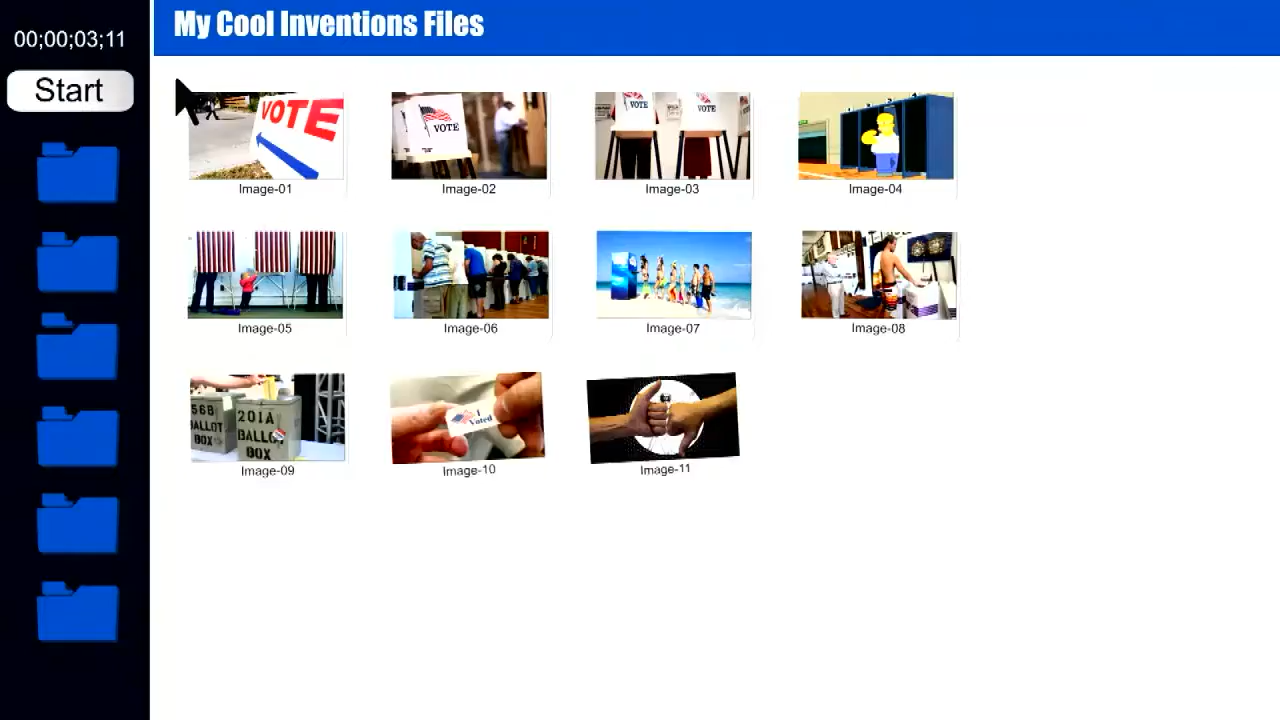 My Cool Inventions Files
00;00;03;11
Start
VOTE
VOTE
VOTE
VOTE
Image-01
Image-02
Image-03
Image-04
Image-05
Image-06
Image-07
Image-08
56B
BALLOT
BOX
201A
BALLOT
BOX
I
Voted
Image-09
Image-10
Image-11